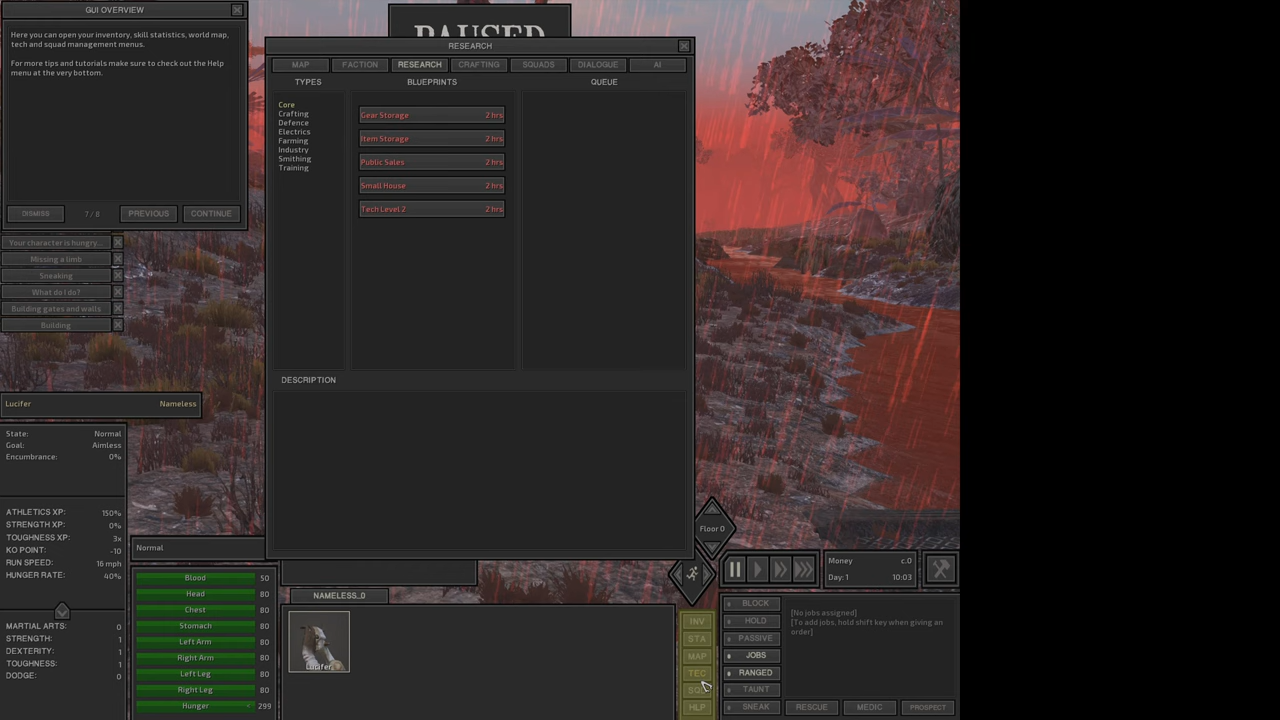 GUI OVERVIEW
Here you can open your inventory, skill statistics, world map,
tech and squad management menus.
For more tips and tutorials make sure to check out the Help
menu at the very bottom.
DISMISS
7 / 8
PREVIOUS
CONTINUE
Your character is hungry...
Missing a limb
Sneaking
What do I do?
Building gates and walls
Building
PAUSED
RESEARCH
MAP
FACTION
RESEARCH
CRAFTING
SQUADS
DIALOGUE
AI
TYPES
BLUEPRINTS
QUEUE
Core
Crafting
Defence
Electrics
Farming
Industry
Smithing
Training
Gear Storage 2 hrs
Item Storage 2 hrs
Public Sales 2 hrs
Small House 2 hrs
Tech Level 2 2 hrs
DESCRIPTION
Lucifer Nameless
State: Normal
Goal: Aimless
Encumbrance: 0%
ATHLETICS XP: 150%
STRENGTH XP: 0%
TOUGHNESS XP: 3x
KO POINT: -10
RUN SPEED: 16 mph
HUNGER RATE: 40%
MARTIAL ARTS: 0
STRENGTH: 1
DEXTERITY: 1
TOUGHNESS: 1
DODGE: 0
Normal
Blood 50
Head 80
Chest 80
Stomach 80
Left Arm 80
Right Arm 80
Left Leg 80
Right Leg 80
Hunger < 299
NAMELESS_0
Lucifer
Floor 0
INV
STA
MAP
TEC
SQU
HLP
Money c.0
Day: 1 10:03
BLOCK
HOLD
PASSIVE
JOBS
RANGED
TAUNT
SNEAK
[No jobs assigned]
[To add jobs, hold shift key when giving an
order]
RESCUE
MEDIC
PROSPECT